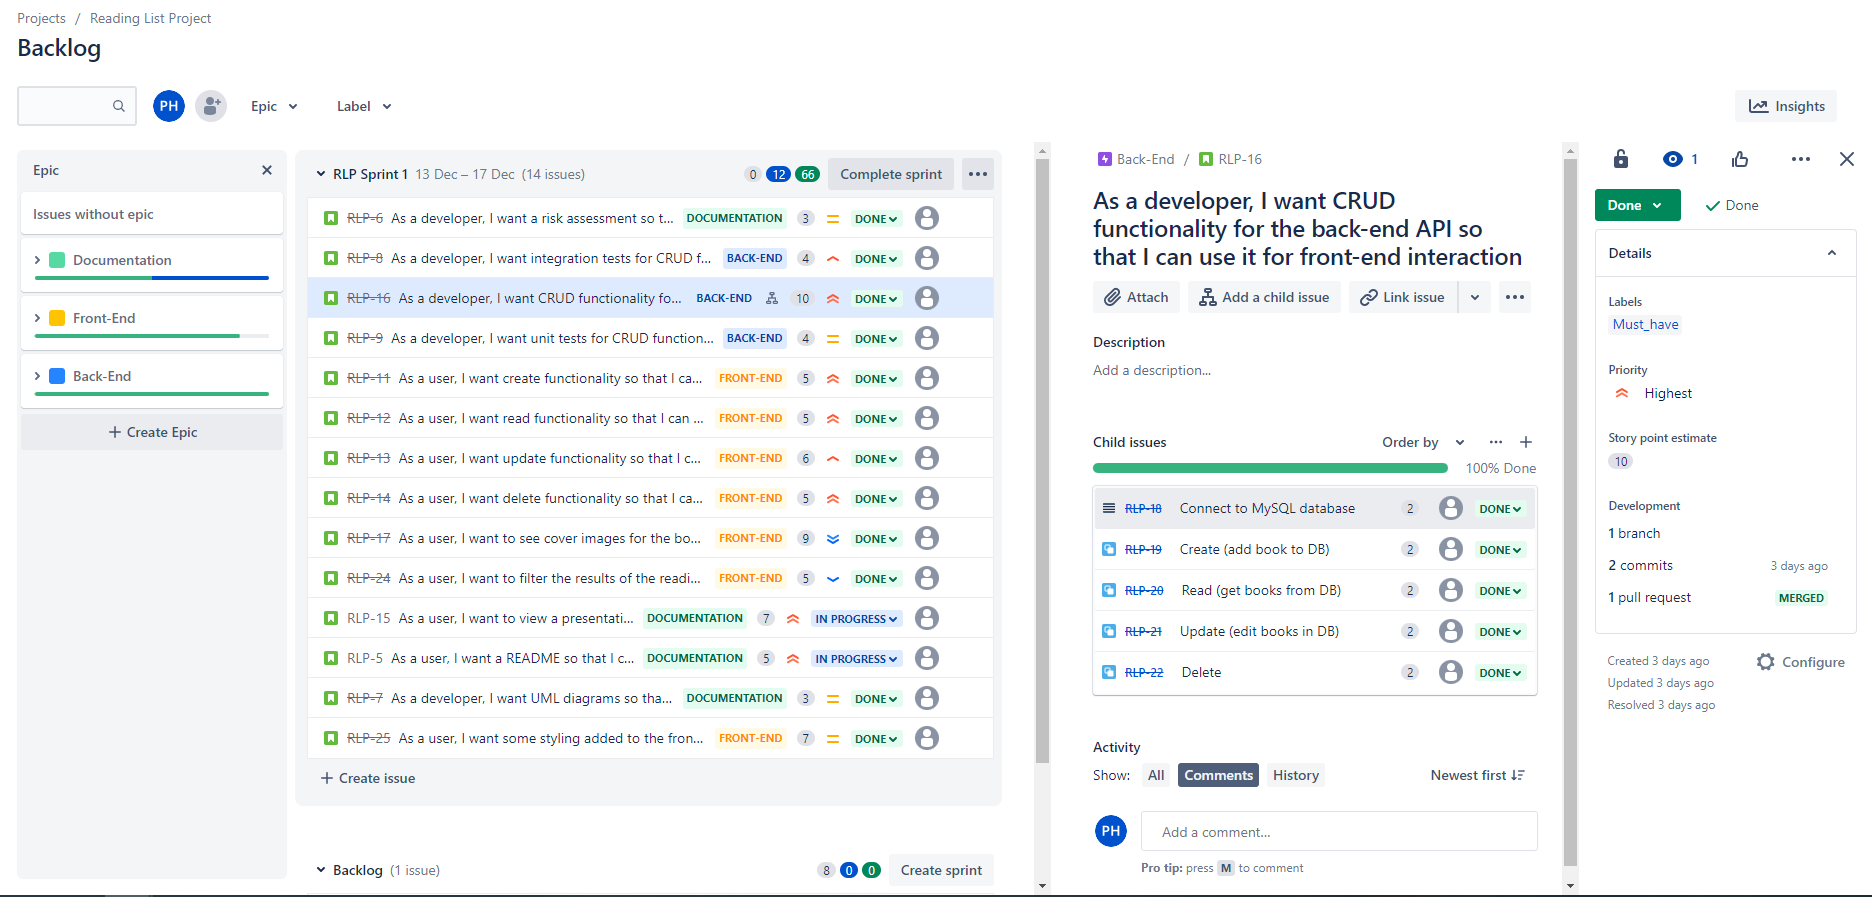 Projects / Reading List Project
Backlog
PH Epic Label Insights
Epic
Issues without epic
Documentation
Front-End
Back-End
+ Create Epic
RLP Sprint 1 13 Dec – 17 Dec (14 issues) 0 12 66 Complete sprint
RLP-6 As a developer, I want a risk assessment so t... DOCUMENTATION 3 DONE
RLP-8 As a developer, I want integration tests for CRUD f... BACK-END 4 DONE
RLP-16 As a developer, I want CRUD functionality fo... BACK-END 10 DONE
RLP-9 As a developer, I want unit tests for CRUD function... BACK-END 4 DONE
RLP-11 As a user, I want create functionality so that I ca... FRONT-END 5 DONE
RLP-12 As a user, I want read functionality so that I can ... FRONT-END 5 DONE
RLP-13 As a user, I want update functionality so that I c... FRONT-END 6 DONE
RLP-14 As a user, I want delete functionality so that I ca... FRONT-END 5 DONE
RLP-17 As a user, I want to see cover images for the bo... FRONT-END 9 DONE
RLP-24 As a user, I want to filter the results of the readi... FRONT-END 5 DONE
RLP-15 As a user, I want to view a presentati... DOCUMENTATION 7 IN PROGRESS
RLP-5 As a user, I want a README so that I c... DOCUMENTATION 5 IN PROGRESS
RLP-7 As a developer, I want UML diagrams so tha... DOCUMENTATION 3 DONE
RLP-25 As a user, I want some styling added to the fron... FRONT-END 7 DONE
+ Create issue
Backlog (1 issue) 8 0 0 Create sprint
Back-End / RLP-16
As a developer, I want CRUD
functionality for the back-end API so
that I can use it for front-end interaction
Attach Add a child issue Link issue
Description
Add a description...
Child issues Order by
100% Done
RLP-18 Connect to MySQL database 2 DONE
RLP-19 Create (add book to DB) 2 DONE
RLP-20 Read (get books from DB) 2 DONE
RLP-21 Update (edit books in DB) 2 DONE
RLP-22 Delete 2 DONE
Activity
Show: All Comments History Newest first
PH Add a comment...
Pro tip: press M to comment
1
Done Done
Details
Labels
Must_have
Priority
Highest
Story point estimate
10
Development
1 branch
2 commits 3 days ago
1 pull request MERGED
Created 3 days ago Configure
Updated 3 days ago
Resolved 3 days ago